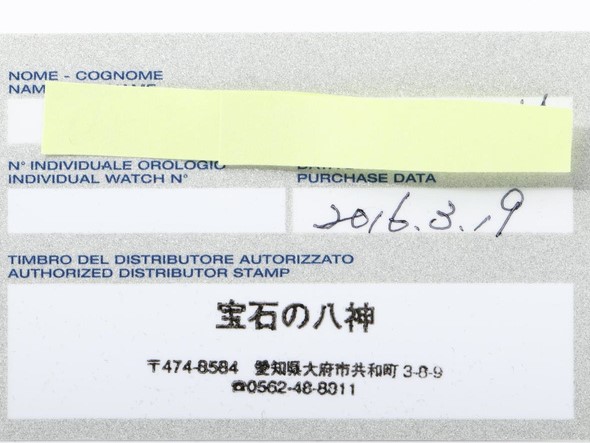 NOME - COGNOME
N° INDIVIDUALE OROLOGIO
INDIVIDUAL WATCH N°
PURCHASE DATA
2016.3.19
TIMBRO DEL DISTRIBUTORE AUTORIZZATO
AUTHORIZED DISTRIBUTOR STAMP
宝石の八神
〒474-8584 愛知県大府市共和町3-8-9
☎0562-48-8011